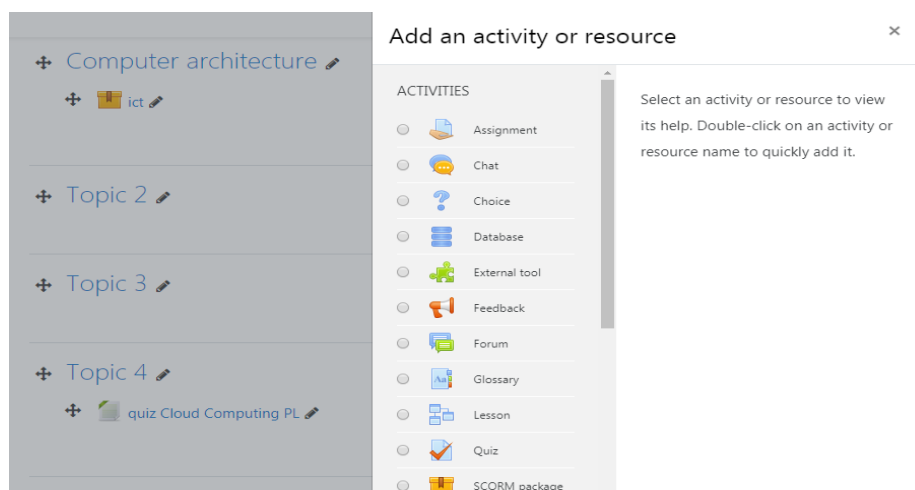 Add an activity or resource
×
Computer architecture
ict
Topic 2
Topic 3
Topic 4
quiz Cloud Computing PL
ACTIVITIES
Assignment
Chat
Choice
Database
External tool
Feedback
Forum
Glossary
Lesson
Quiz
SCORM package
Select an activity or resource to view
its help. Double-click on an activity or
resource name to quickly add it.